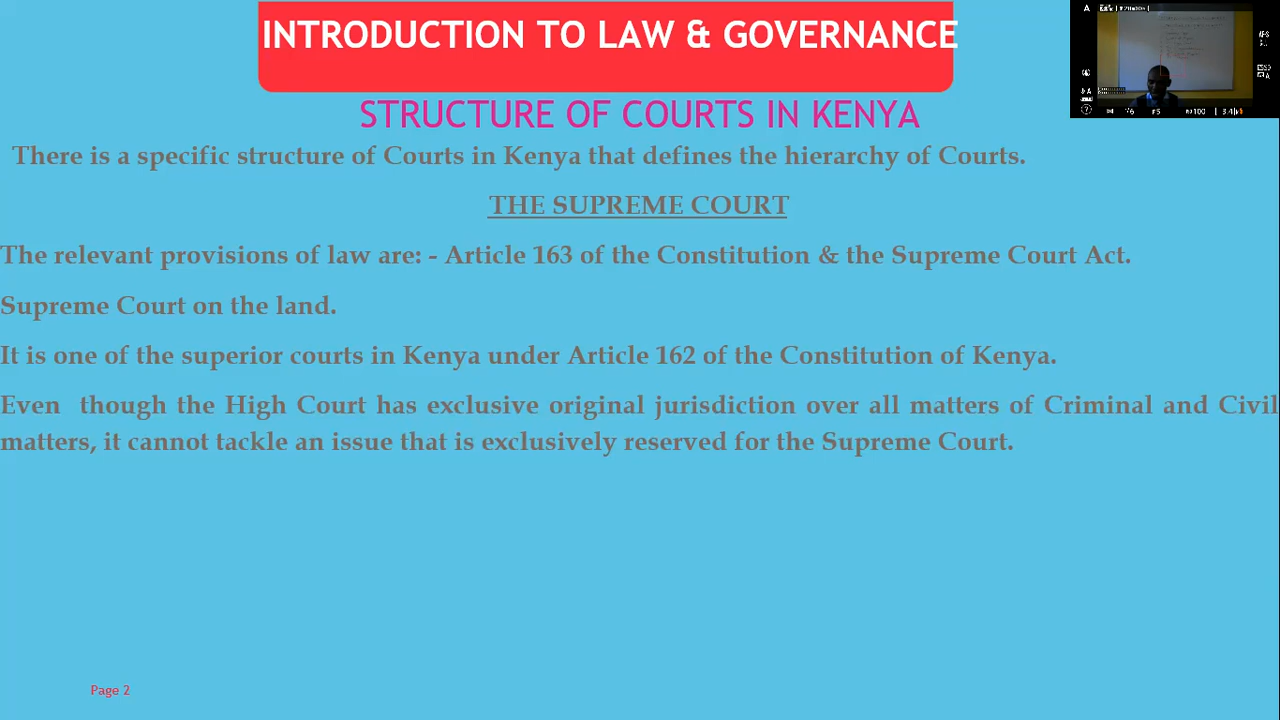 INTRODUCTION TO LAW & GOVERNANCE
STRUCTURE OF COURTS IN KENYA
There is a specific structure of Courts in Kenya that defines the hierarchy of Courts.
THE SUPREME COURT
The relevant provisions of law are: - Article 163 of the Constitution & the Supreme Court Act.
Supreme Court on the land.
It is one of the superior courts in Kenya under Article 162 of the Constitution of Kenya.
Even though the High Court has exclusive original jurisdiction over all matters of Criminal and Civil
matters, it cannot tackle an issue that is exclusively reserved for the Supreme Court.
Page 2